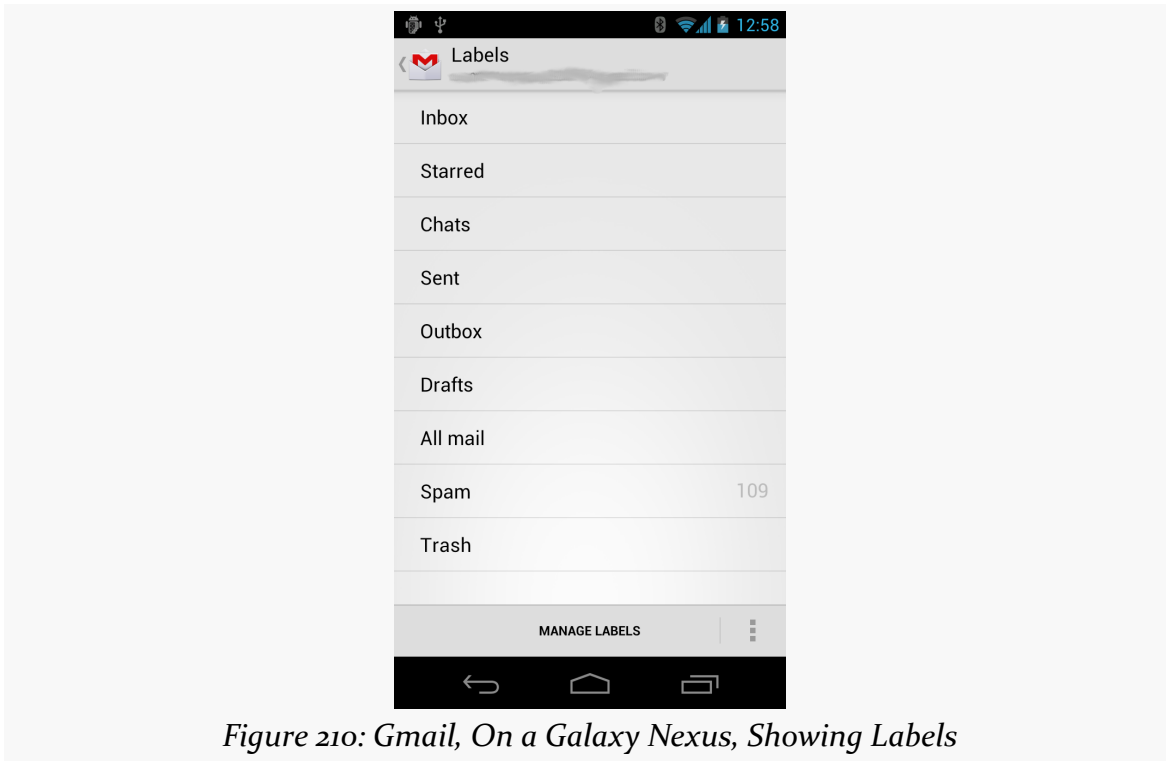 12:58
Labels
Inbox
Starred
Chats
Sent
Outbox
Drafts
All mail
Spam 109
Trash
MANAGE LABELS
Figure 210: Gmail, On a Galaxy Nexus, Showing Labels